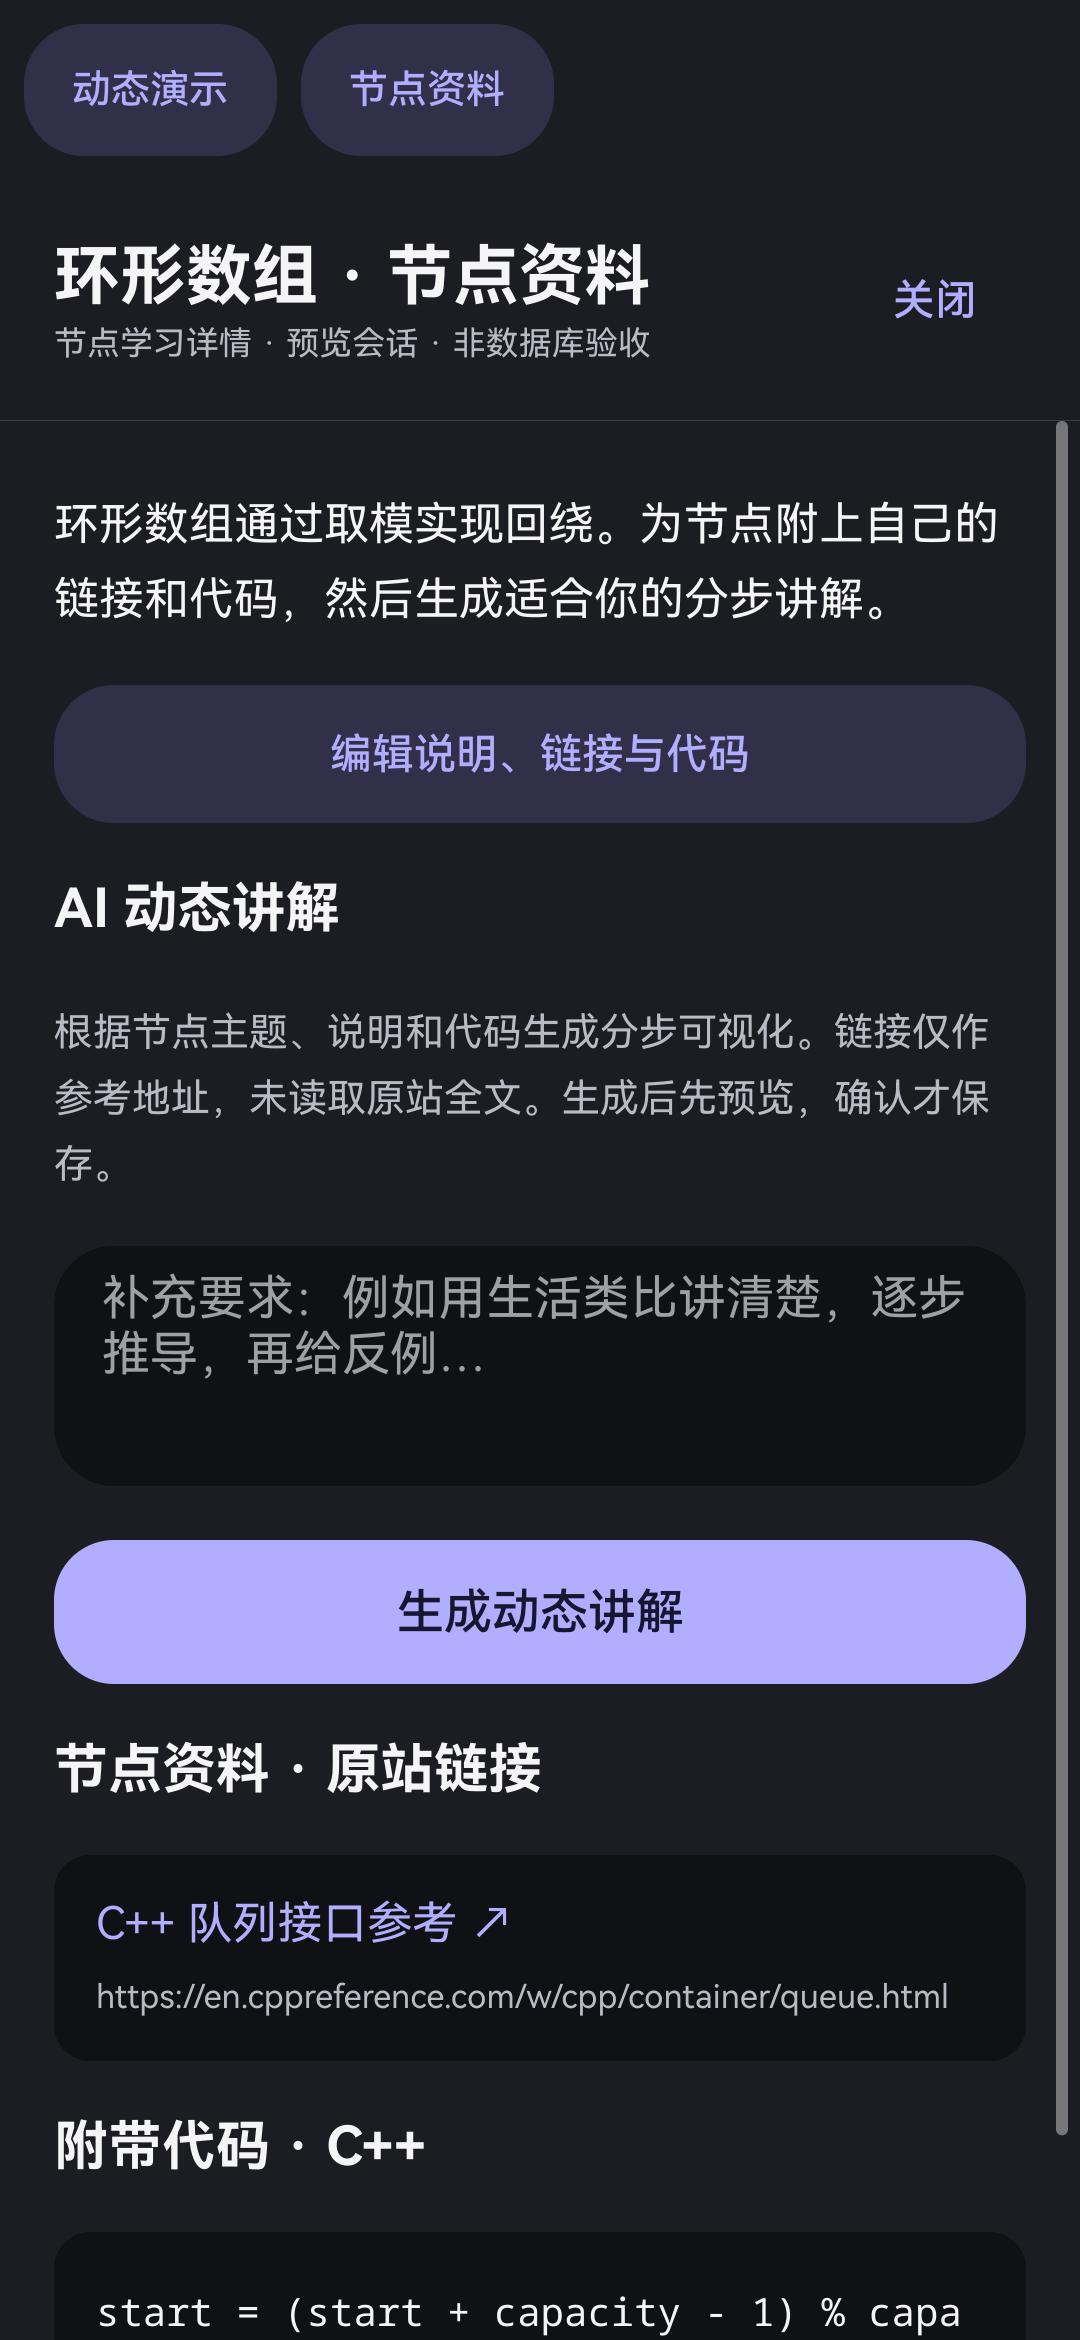 动态演示
节点资料
环形数组 · 节点资料
关闭
节点学习详情 · 预览会话 · 非数据库验收
环形数组通过取模实现回绕。为节点附上自己的
链接和代码，然后生成适合你的分步讲解。
编辑说明、链接与代码
AI 动态讲解
根据节点主题、说明和代码生成分步可视化。链接仅作
参考地址，未读取原站全文。生成后先预览，确认才保
存。
补充要求：例如用生活类比讲清楚，逐步
推导，再给反例…
生成动态讲解
节点资料 · 原站链接
C++ 队列接口参考 ↗
https://en.cppreference.com/w/cpp/container/queue.html
附带代码 · C++
start = (start + capacity - 1) % capa